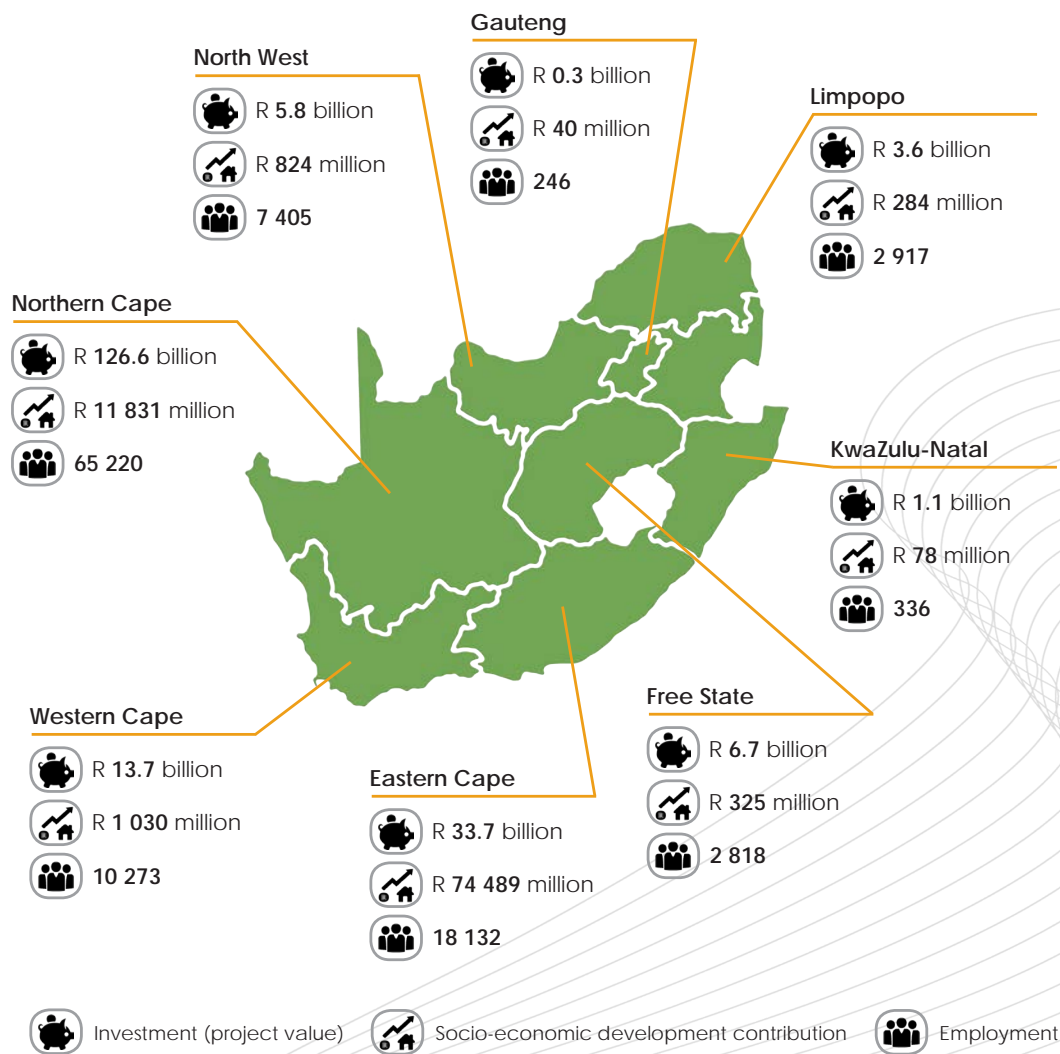 Gauteng
R 0.3 billion
R 40 million
246
North West
R 5.8 billion
R 824 million
7 405
Limpopo
R 3.6 billion
R 284 million
2 917
Northern Cape
R 126.6 billion
R 11 831 million
65 220
KwaZulu-Natal
R 1.1 billion
R 78 million
336
Western Cape
R 13.7 billion
R 1 030 million
10 273
Eastern Cape
R 33.7 billion
R 74 489 million
18 132
Free State
R 6.7 billion
R 325 million
2 818
Investment (project value) Socio-economic development contribution Employment